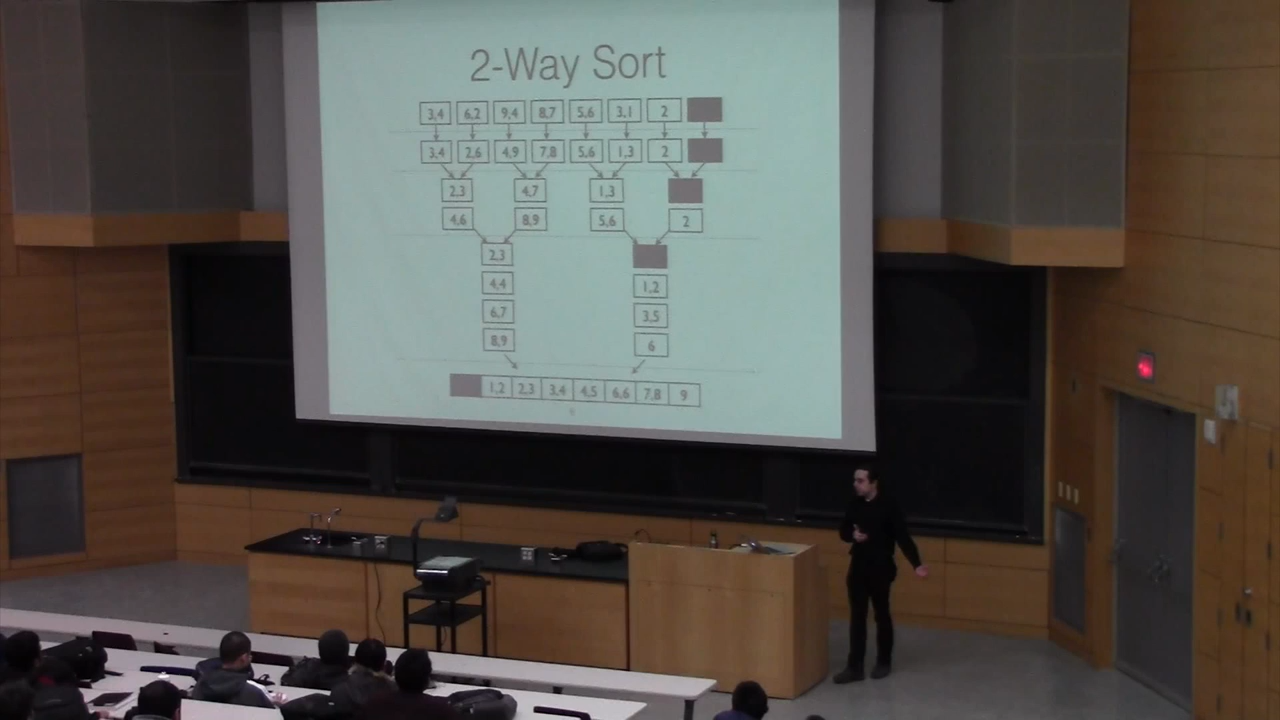 2-Way Sort
3,4 6,2 9,4 8,7 5,6 3,1 2
3,4 2,6 4,9 7,8 5,6 1,3 2
2,3 4,7 1,3
4,6 8,9 5,6 2
2,3
4,4 1,2
6,7 3,5
8,9 6
1,2 2,3 3,4 4,5 6,6 7,8 9